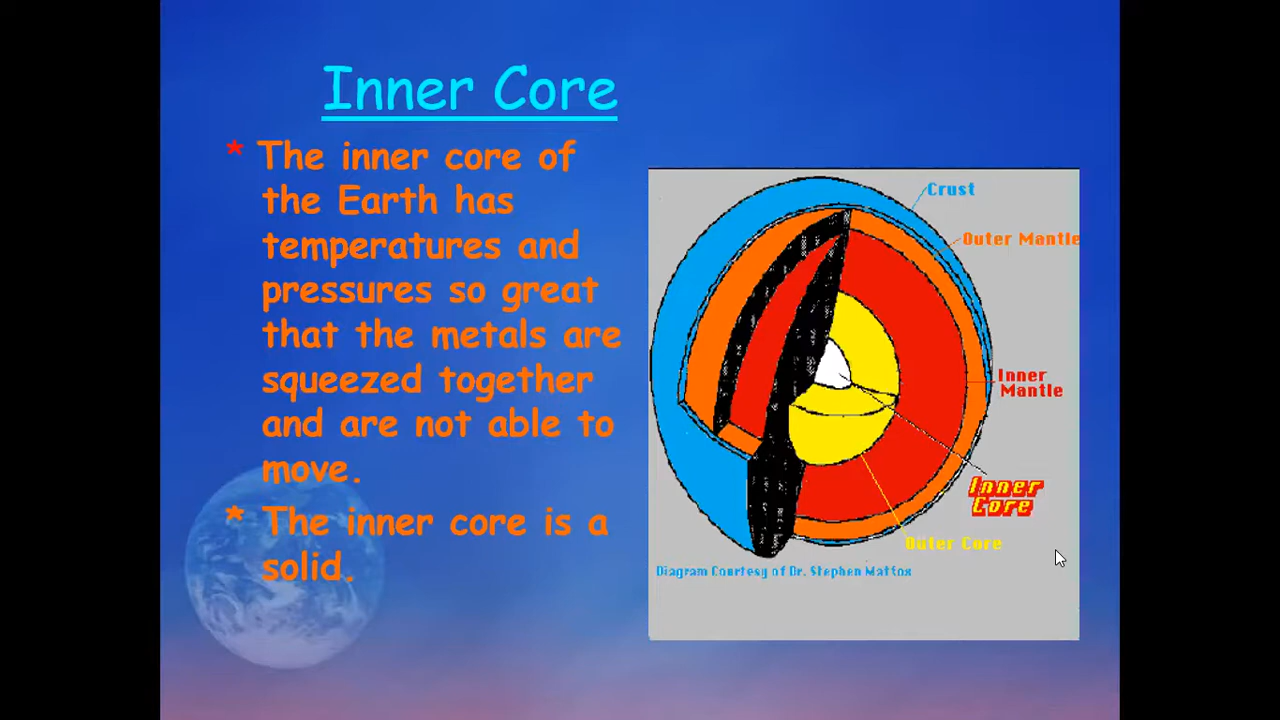 Inner Core
* The inner core of
the Earth has
temperatures and
pressures so great
that the metals are
squeezed together
and are not able to
move.
* The inner core is a
solid.
Crust
Outer Mantle
Inner
Mantle
Inner
Core
Outer Core
Diagram Courtesy of Dr. Stephen Mattox